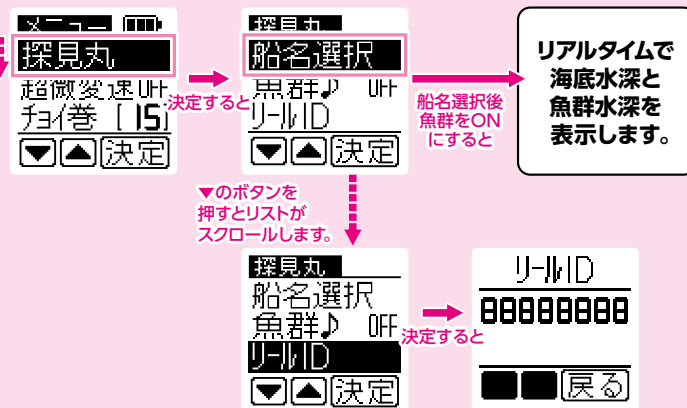 メニュー
探見丸
超微変速OFF
チョイ巻 [15]
▼▲決定
決定すると
探見丸
船名選択
魚群♪ OFF
リールID
▼▲決定
船名選択後
魚群をON
にすると
リアルタイムで
海底水深と
魚群水深を
表示します。
▼のボタンを
押すとリストが
スクロールします。
探見丸
船名選択
魚群♪ OFF
リールID
▼▲決定
決定すると
リールID
88888888
戻る